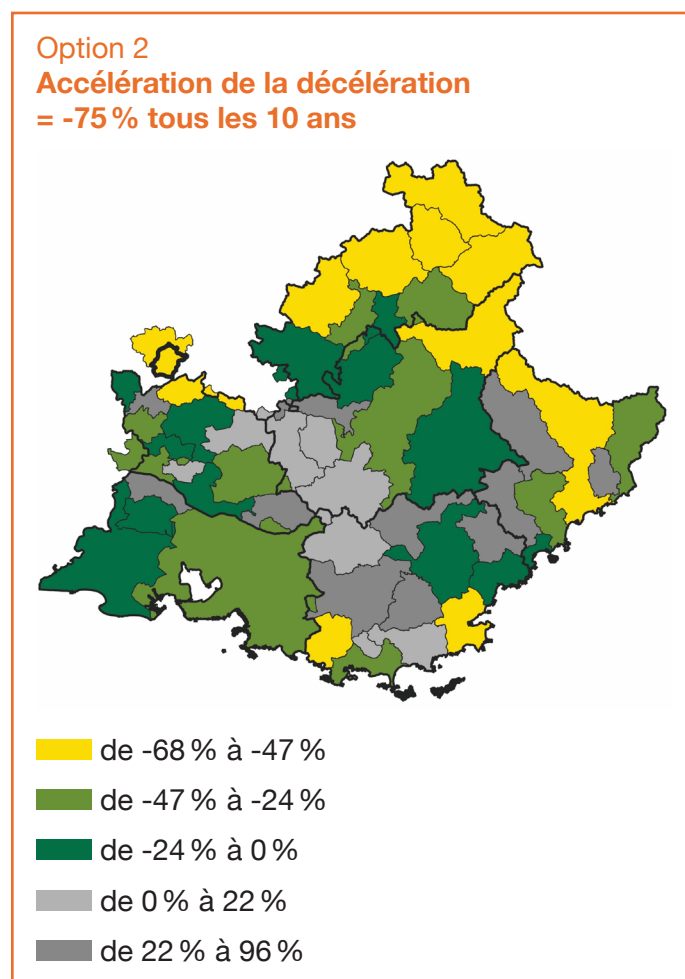 Option 2
Accélération de la décélération
= -75 % tous les 10 ans
de -68 % à -47 %
de -47 % à -24 %
de -24 % à 0 %
de 0 % à 22 %
de 22 % à 96 %